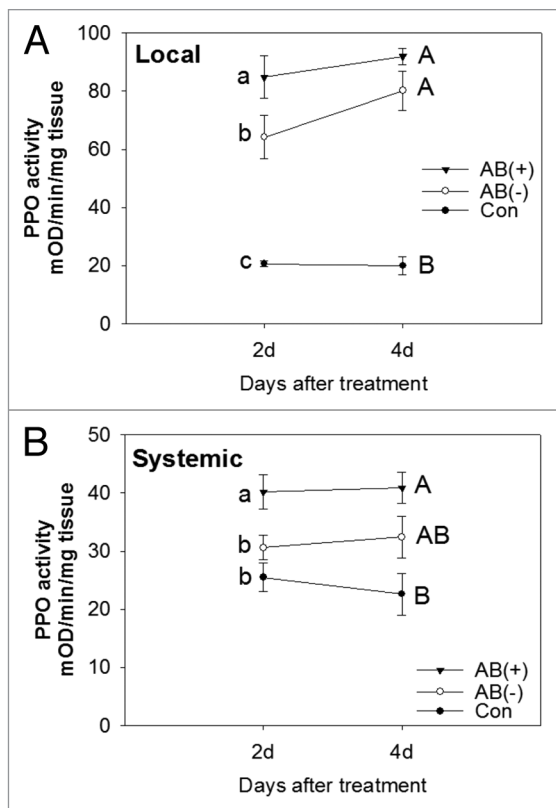 A
Local
100
80
60
40
20
0
PPO activity
mOD/min/mg tissue
a
A
b
A
c
B
AB(+)
AB(-)
Con
2d
4d
Days after treatment
B
Systemic
50
40
30
20
10
0
PPO activity
mOD/min/mg tissue
a
A
b
AB
b
B
AB(+)
AB(-)
Con
2d
4d
Days after treatment